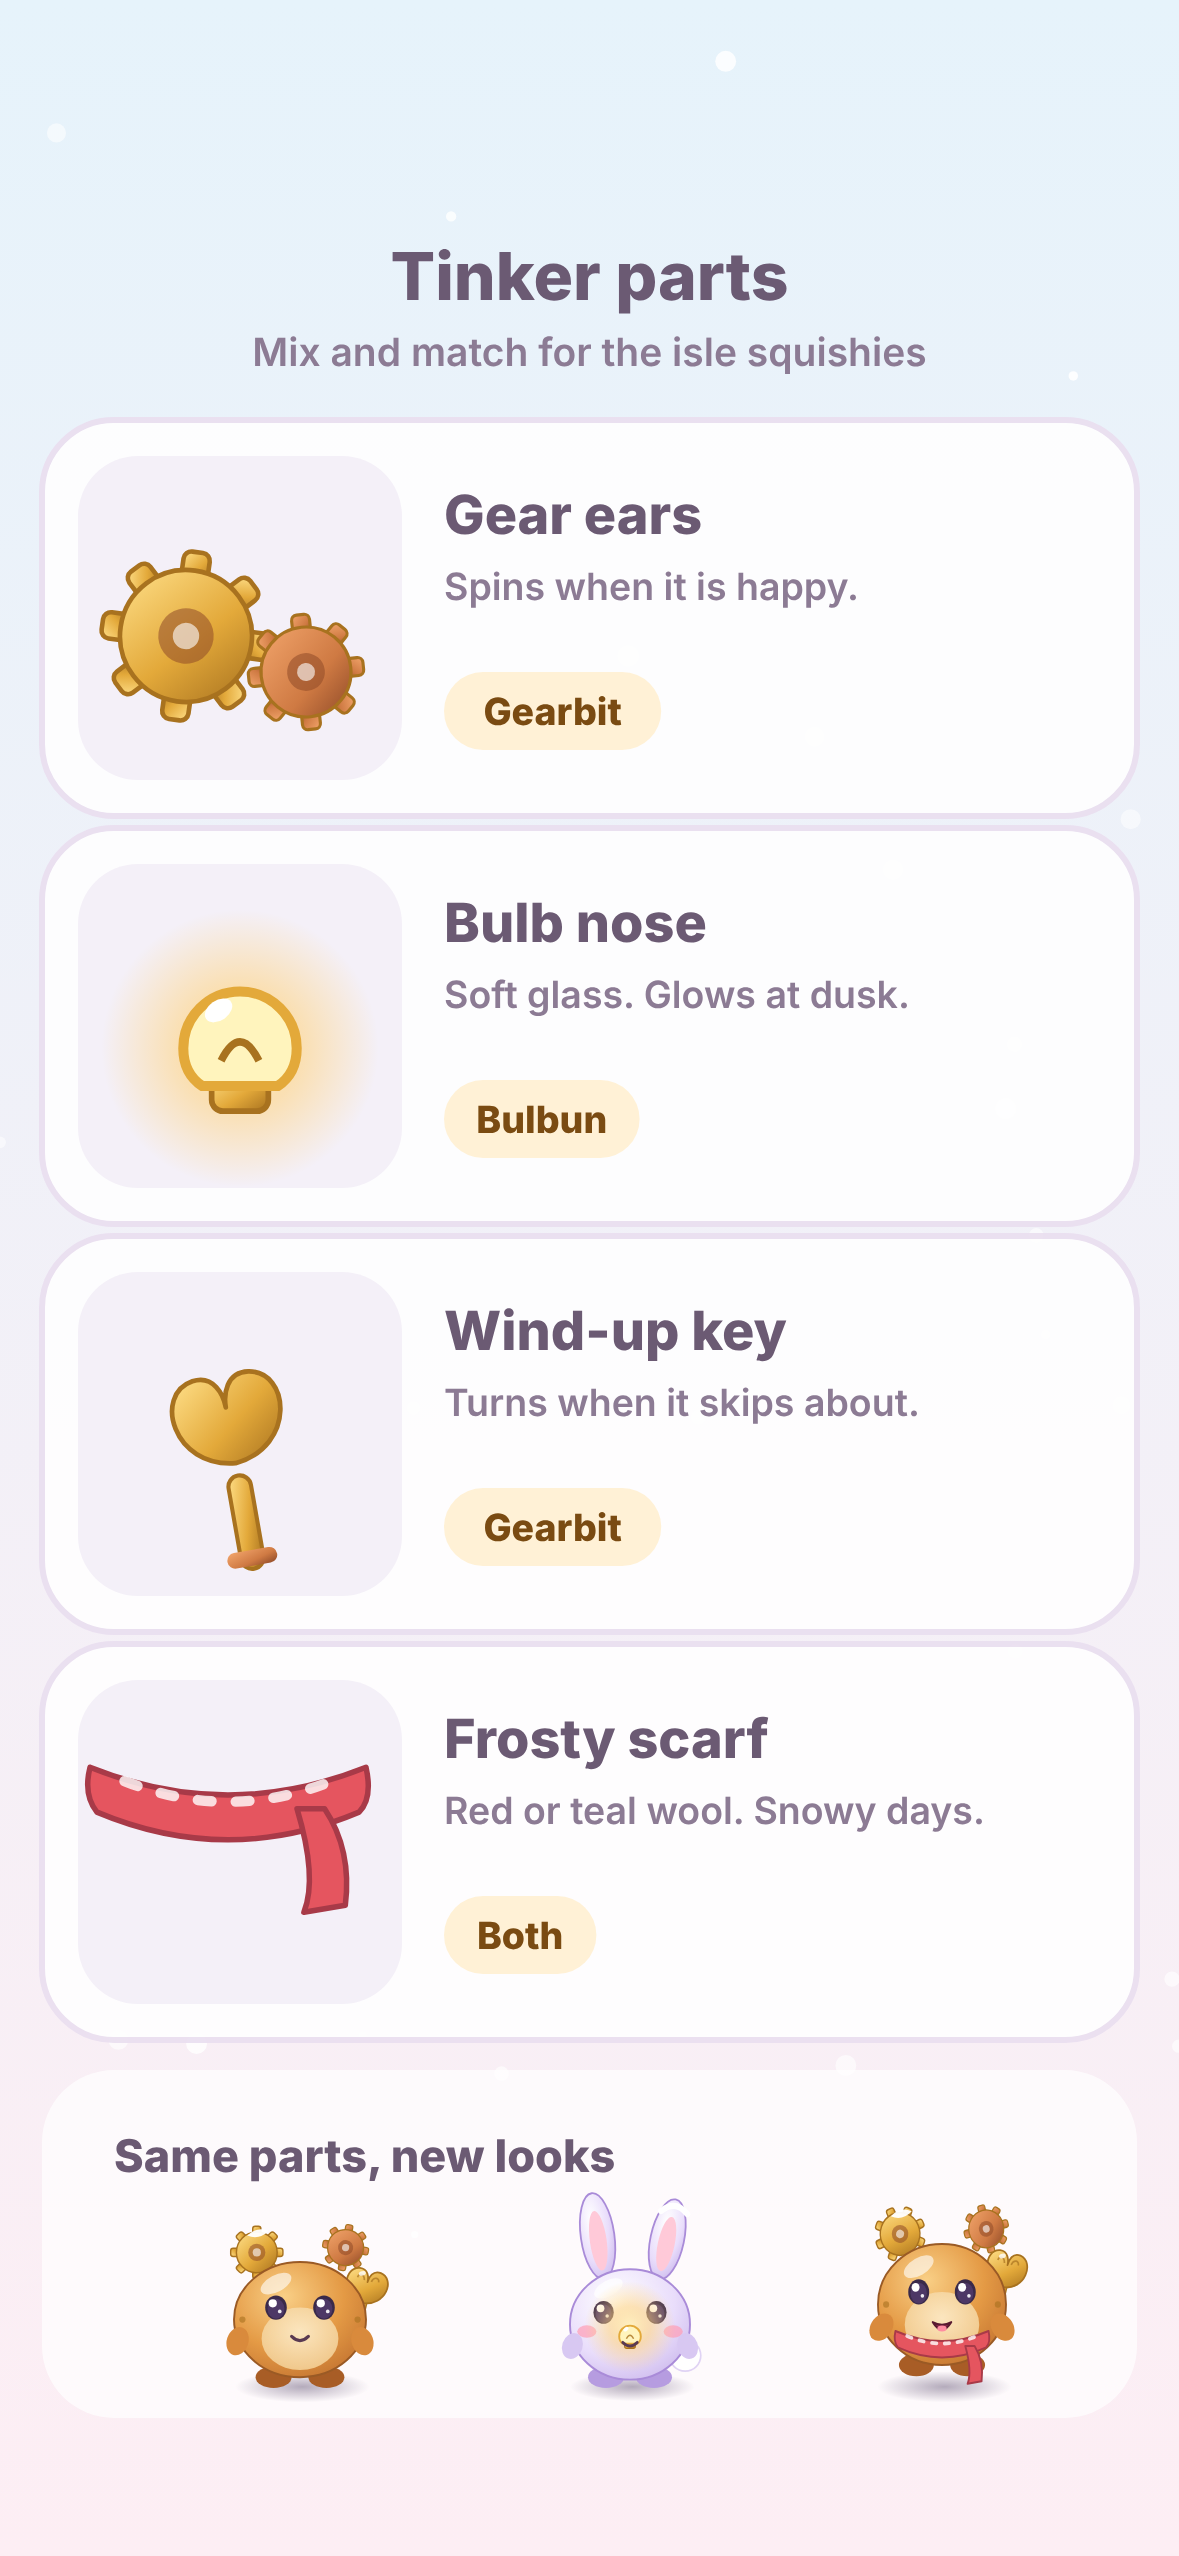 Tinker parts
Mix and match for the isle squishies
Gear ears
Spins when it is happy.
Gearbit
Bulb nose
Soft glass. Glows at dusk.
Bulbun
Wind-up key
Turns when it skips about.
Gearbit
Frosty scarf
Red or teal wool. Snowy days.
Both
Same parts, new looks